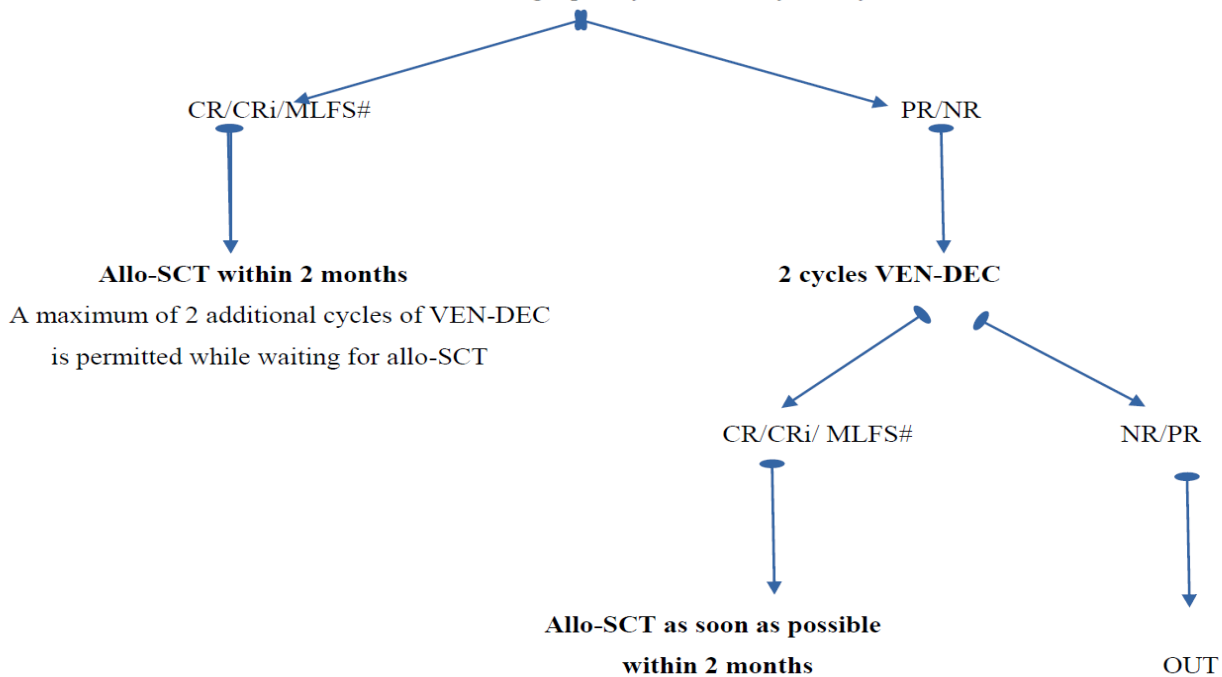 CR/CRi/MLFS#
PR/NR
Allo-SCT within 2 months
A maximum of 2 additional cycles of VEN-DEC
is permitted while waiting for allo-SCT
2 cycles VEN-DEC
CR/CRi/ MLFS#
NR/PR
Allo-SCT as soon as possible
within 2 months
OUT